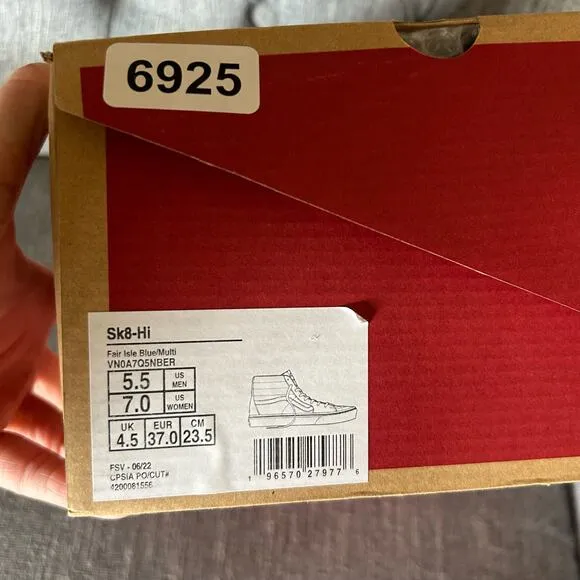 6925
Sk8-Hi
Fair Isle Blue/Multi
VN0A7Q5NBER
5.5 US MEN
7.0 US WOMEN
UK EUR CM
4.5 37.0 23.5
FSV - 06/22
CPSIA PO/CUT#
4200081556
1 96570 27977 6